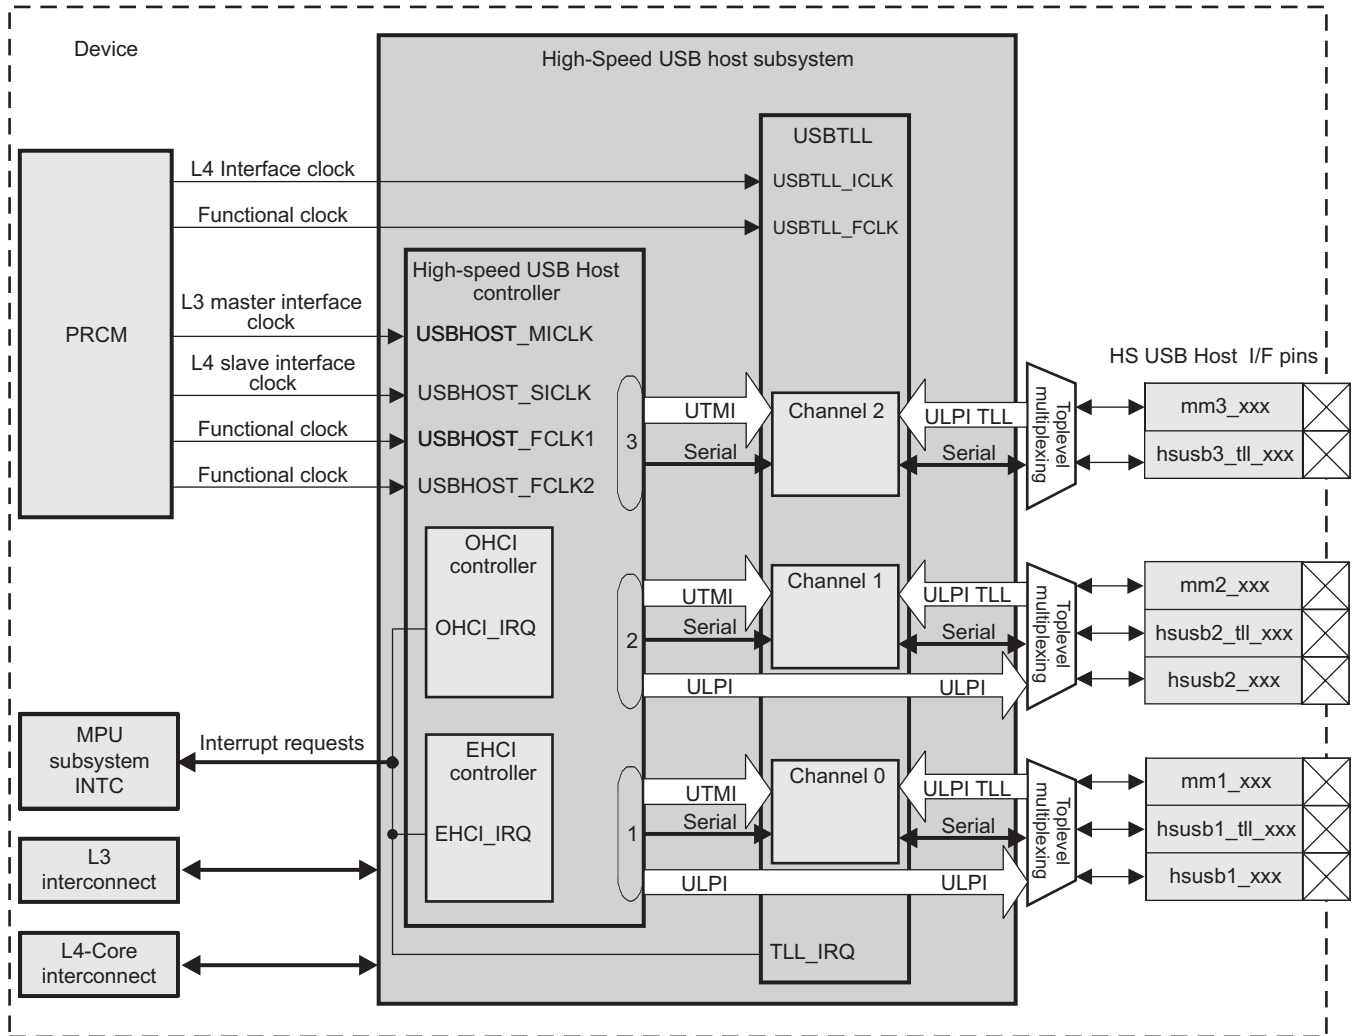 Device
High-Speed USB host subsystem
USBTLL
L4 Interface clock
USBTLL_ICLK
Functional clock
USBTLL_FCLK
High-speed USB Host
controller
PRCM
L3 master interface
clock
USBHOST_MICLK
L4 slave interface
clock
USBHOST_SICLK
Functional clock
USBHOST_FCLK1
Functional clock
USBHOST_FCLK2
3
UTMI
Serial
Channel 2
ULPI TLL
Serial
Toplevel
multiplexing
HS USB Host I/F pins
mm3_xxx
hsusb3_tll_xxx
OHCI
controller
OHCI_IRQ
2
UTMI
Serial
ULPI
Channel 1
ULPI TLL
Serial
ULPI
Toplevel
multiplexing
mm2_xxx
hsusb2_tll_xxx
hsusb2_xxx
MPU
subsystem
INTC
Interrupt requests
EHCI
controller
EHCI_IRQ
1
UTMI
Serial
ULPI
Channel 0
ULPI TLL
Serial
ULPI
Toplevel
multiplexing
mm1_xxx
hsusb1_tll_xxx
hsusb1_xxx
L3
interconnect
L4-Core
interconnect
TLL_IRQ